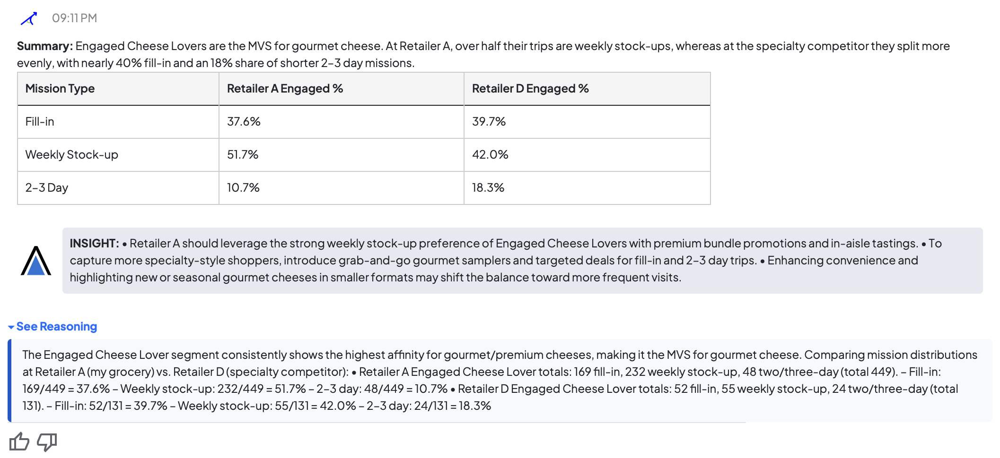 09:11 PM
Summary: Engaged Cheese Lovers are the MVS for gourmet cheese. At Retailer A, over half their trips are weekly stock-ups, whereas at the specialty competitor they split more
evenly, with nearly 40% fill-in and an 18% share of shorter 2–3 day missions.
Mission Type Retailer A Engaged % Retailer D Engaged %
Fill-in 37.6% 39.7%
Weekly Stock-up 51.7% 42.0%
2–3 Day 10.7% 18.3%
INSIGHT: • Retailer A should leverage the strong weekly stock-up preference of Engaged Cheese Lovers with premium bundle promotions and in-aisle tastings. • To
capture more specialty-style shoppers, introduce grab-and-go gourmet samplers and targeted deals for fill-in and 2–3 day trips. • Enhancing convenience and
highlighting new or seasonal gourmet cheeses in smaller formats may shift the balance toward more frequent visits.
See Reasoning
The Engaged Cheese Lover segment consistently shows the highest affinity for gourmet/premium cheeses, making it the MVS for gourmet cheese. Comparing mission distributions
at Retailer A (my grocery) vs. Retailer D (specialty competitor): • Retailer A Engaged Cheese Lover totals: 169 fill-in, 232 weekly stock-up, 48 two/three-day (total 449). – Fill-in:
169/449 = 37.6% – Weekly stock-up: 232/449 = 51.7% – 2–3 day: 48/449 = 10.7% • Retailer D Engaged Cheese Lover totals: 52 fill-in, 55 weekly stock-up, 24 two/three-day (total
131). – Fill-in: 52/131 = 39.7% – Weekly stock-up: 55/131 = 42.0% – 2–3 day: 24/131 = 18.3%